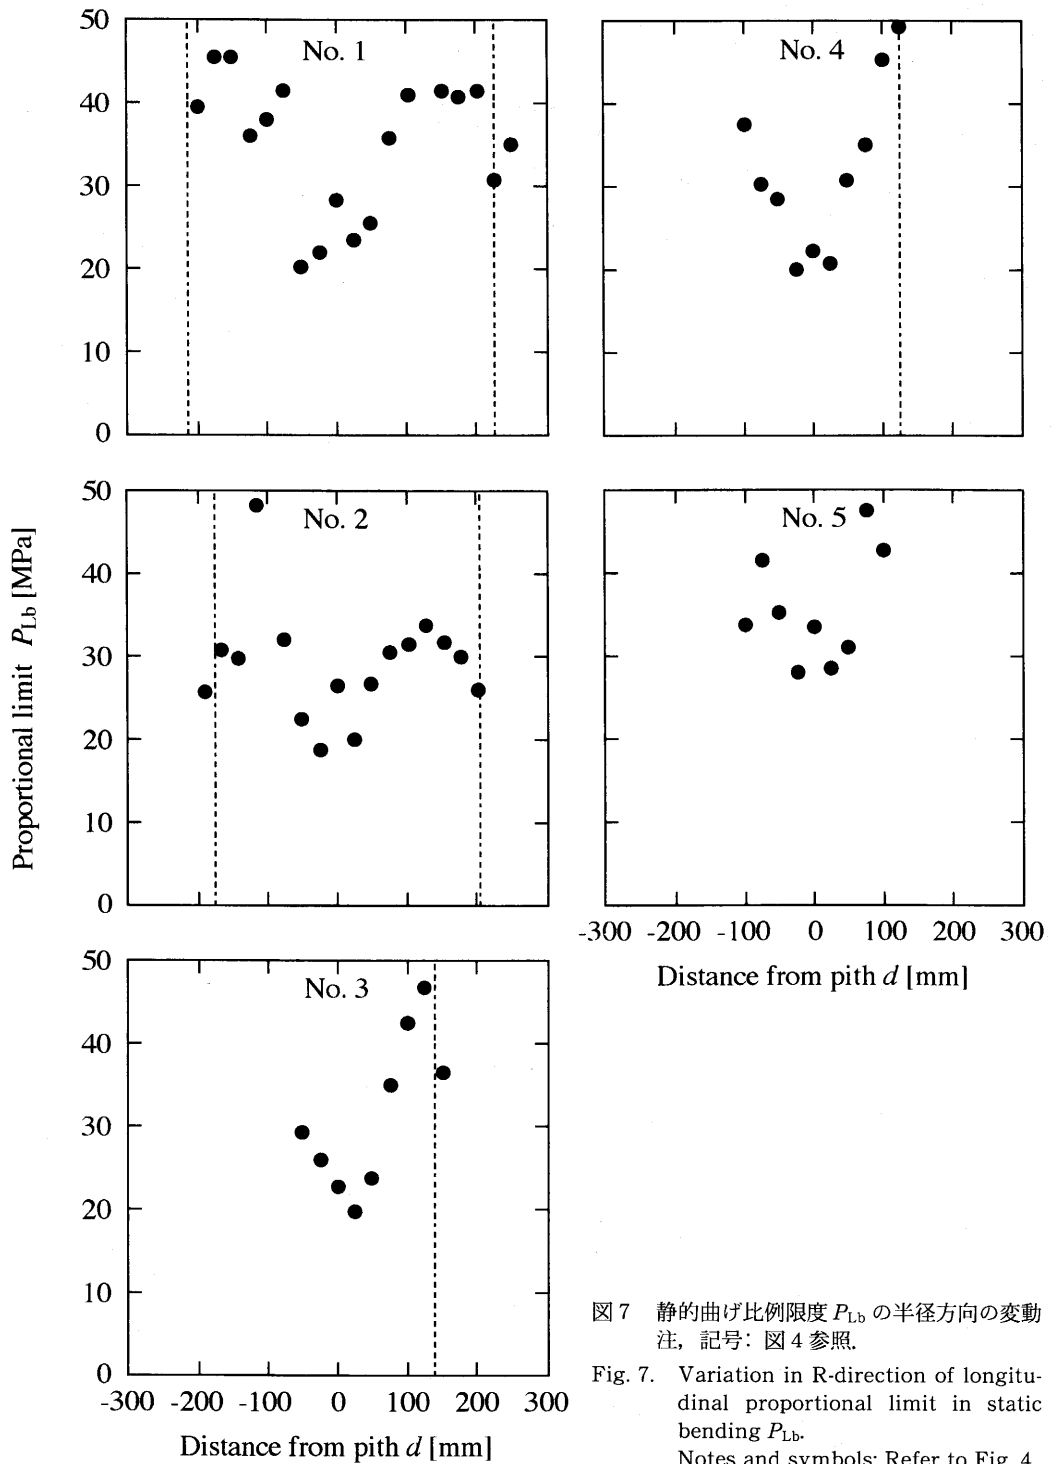 50
40
30
20
10
0
No. 1
No. 4
50
40
30
20
10
0
No. 2
No. 5
-300 -200 -100 0 100 200 300
Distance from pith d [mm]
50
40
30
20
10
0
No. 3
-300 -200 -100 0 100 200 300
Distance from pith d [mm]
Proportional limit P_Lb [MPa]
図7 静的曲げ比例限度 P_Lb の半径方向の変動
注，記号：図4参照.
Fig. 7. Variation in R-direction of longitu-
dinal proportional limit in static
bending P_Lb.
Notes and symbols: Refer to Fig. 4.